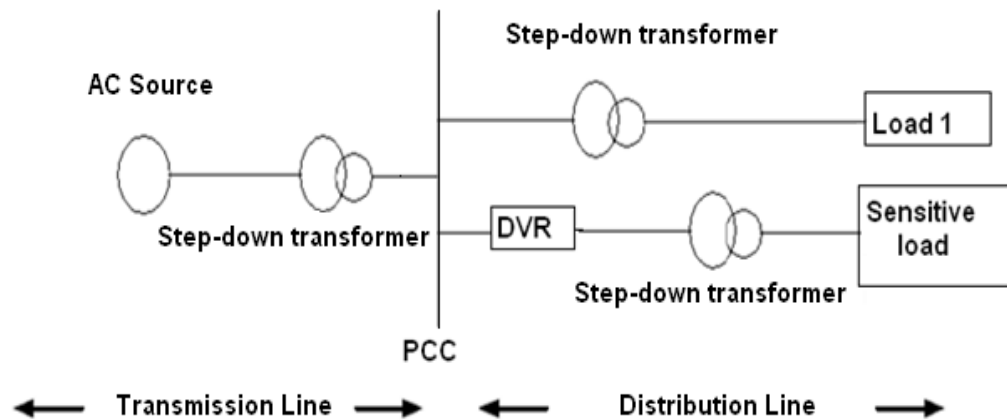 Step-down transformer
AC Source
Load 1
Step-down transformer
DVR
Sensitive
load
Step-down transformer
PCC
Transmission Line
Distribution Line